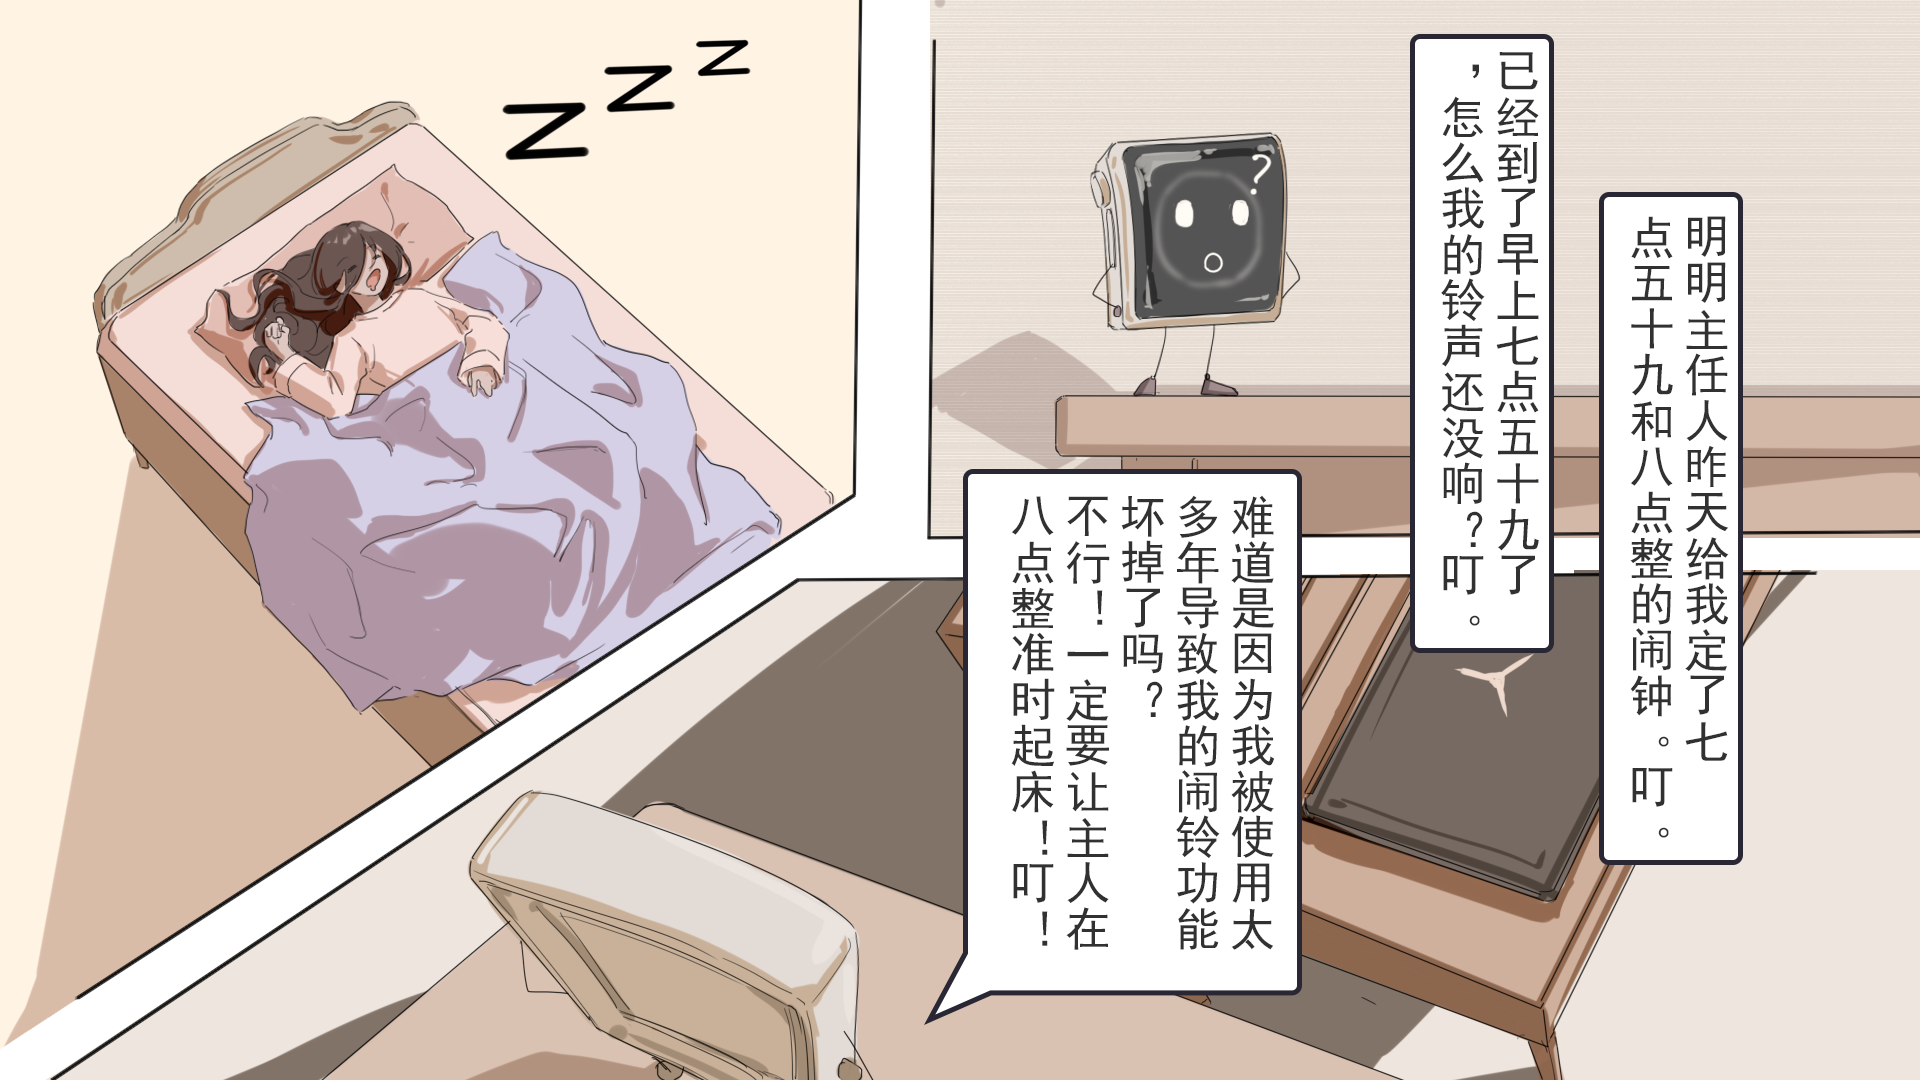 明明主任人昨天给我定了七
点五十九和八点整的闹钟。叮。
已经到了早上七点五十九了
，怎么我的铃声还没响？叮。
难道是因为我被使用太
多年导致我的闹铃功能
坏掉了吗？
不行！一定要让主人在
八点整准时起床！叮！
Z Z Z
?